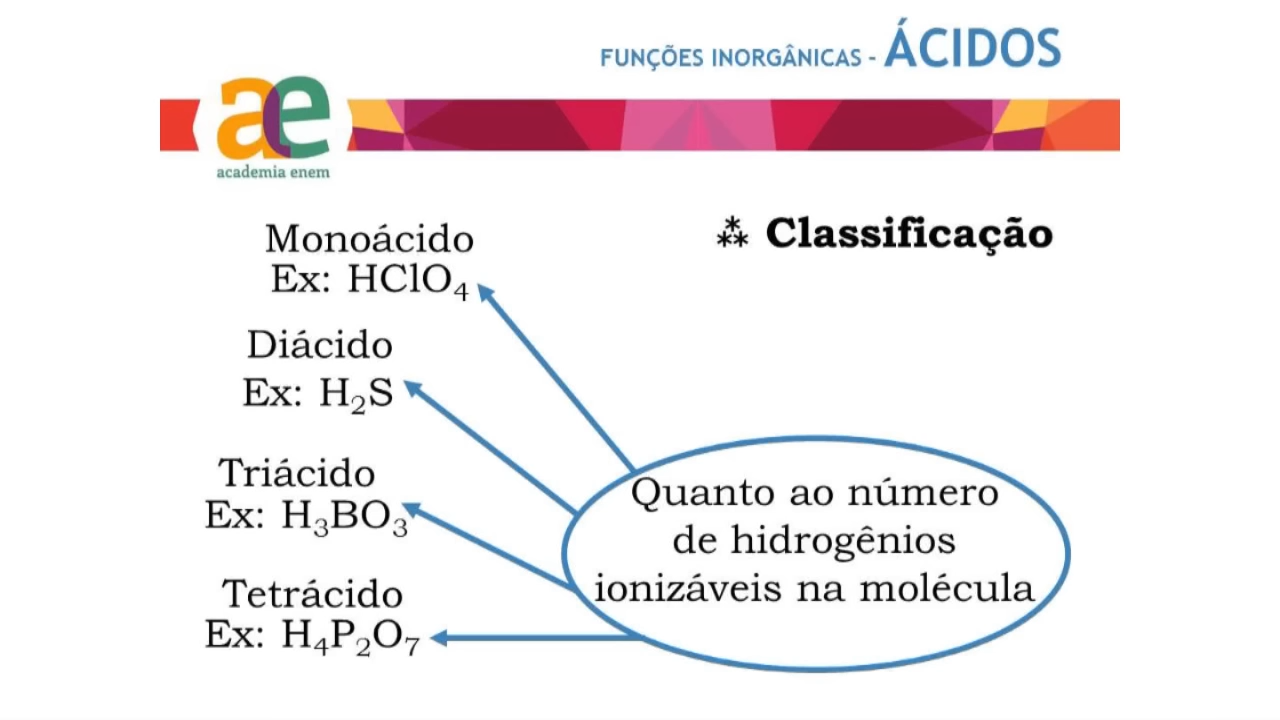 FUNÇÕES INORGÂNICAS - ÁCIDOS
ae
academia enem
⁂ Classificação
Monoácido
Ex: HClO₄
Diácido
Ex: H₂S
Triácido
Ex: H₃BO₃
Tetrácido
Ex: H₄P₂O₇
Quanto ao número
de hidrogênios
ionizáveis na molécula